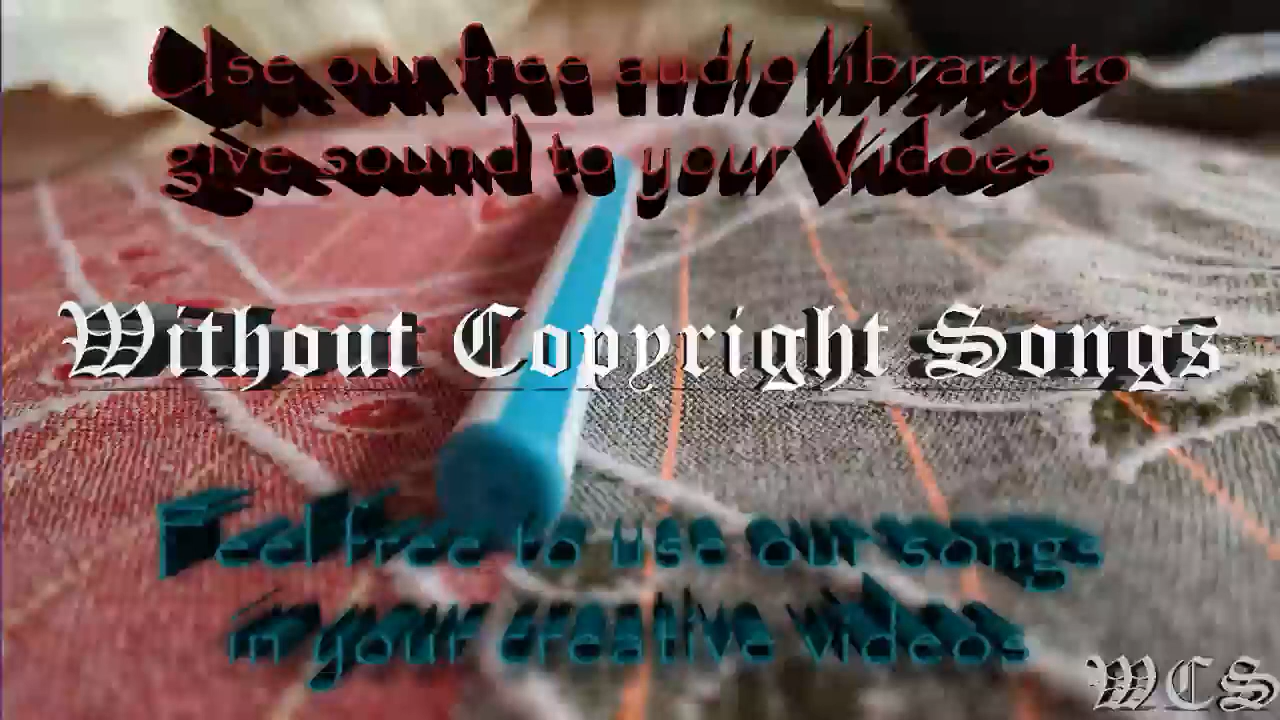 Use our free audio library to
give sound to your Vidoes
Without Copyright Songs
Feel free to use our songs
in your creative videos
WCS